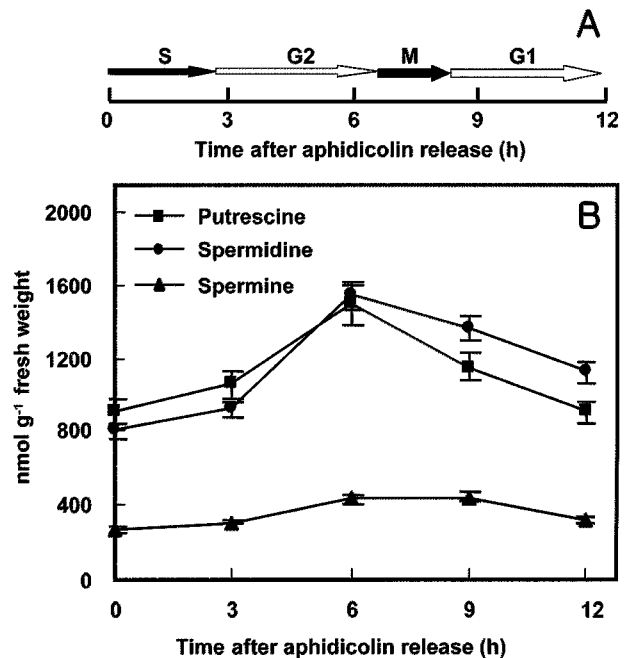 A
S G2 M G1
0 3 6 9 12
Time after aphidicolin release (h)
B
2000
1600
1200
800
400
0
Putrescine
Spermidine
Spermine
nmol g⁻¹ fresh weight
0 3 6 9 12
Time after aphidicolin release (h)